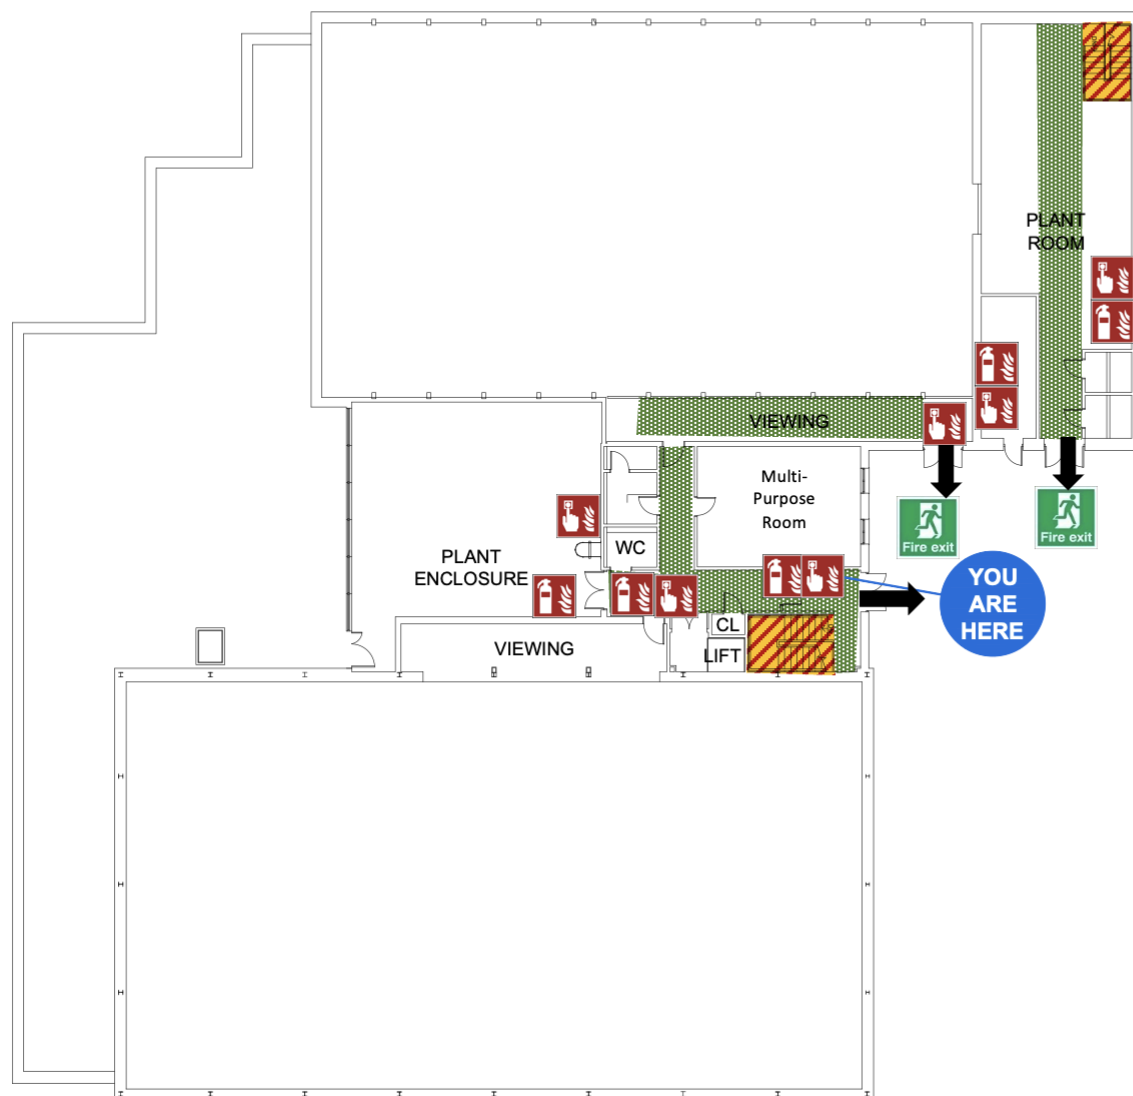 PLANT
ROOM
VIEWING
Multi-
Purpose
Room
Fire exit
Fire exit
WC
PLANT
ENCLOSURE
YOU
ARE
HERE
CL
VIEWING
LIFT